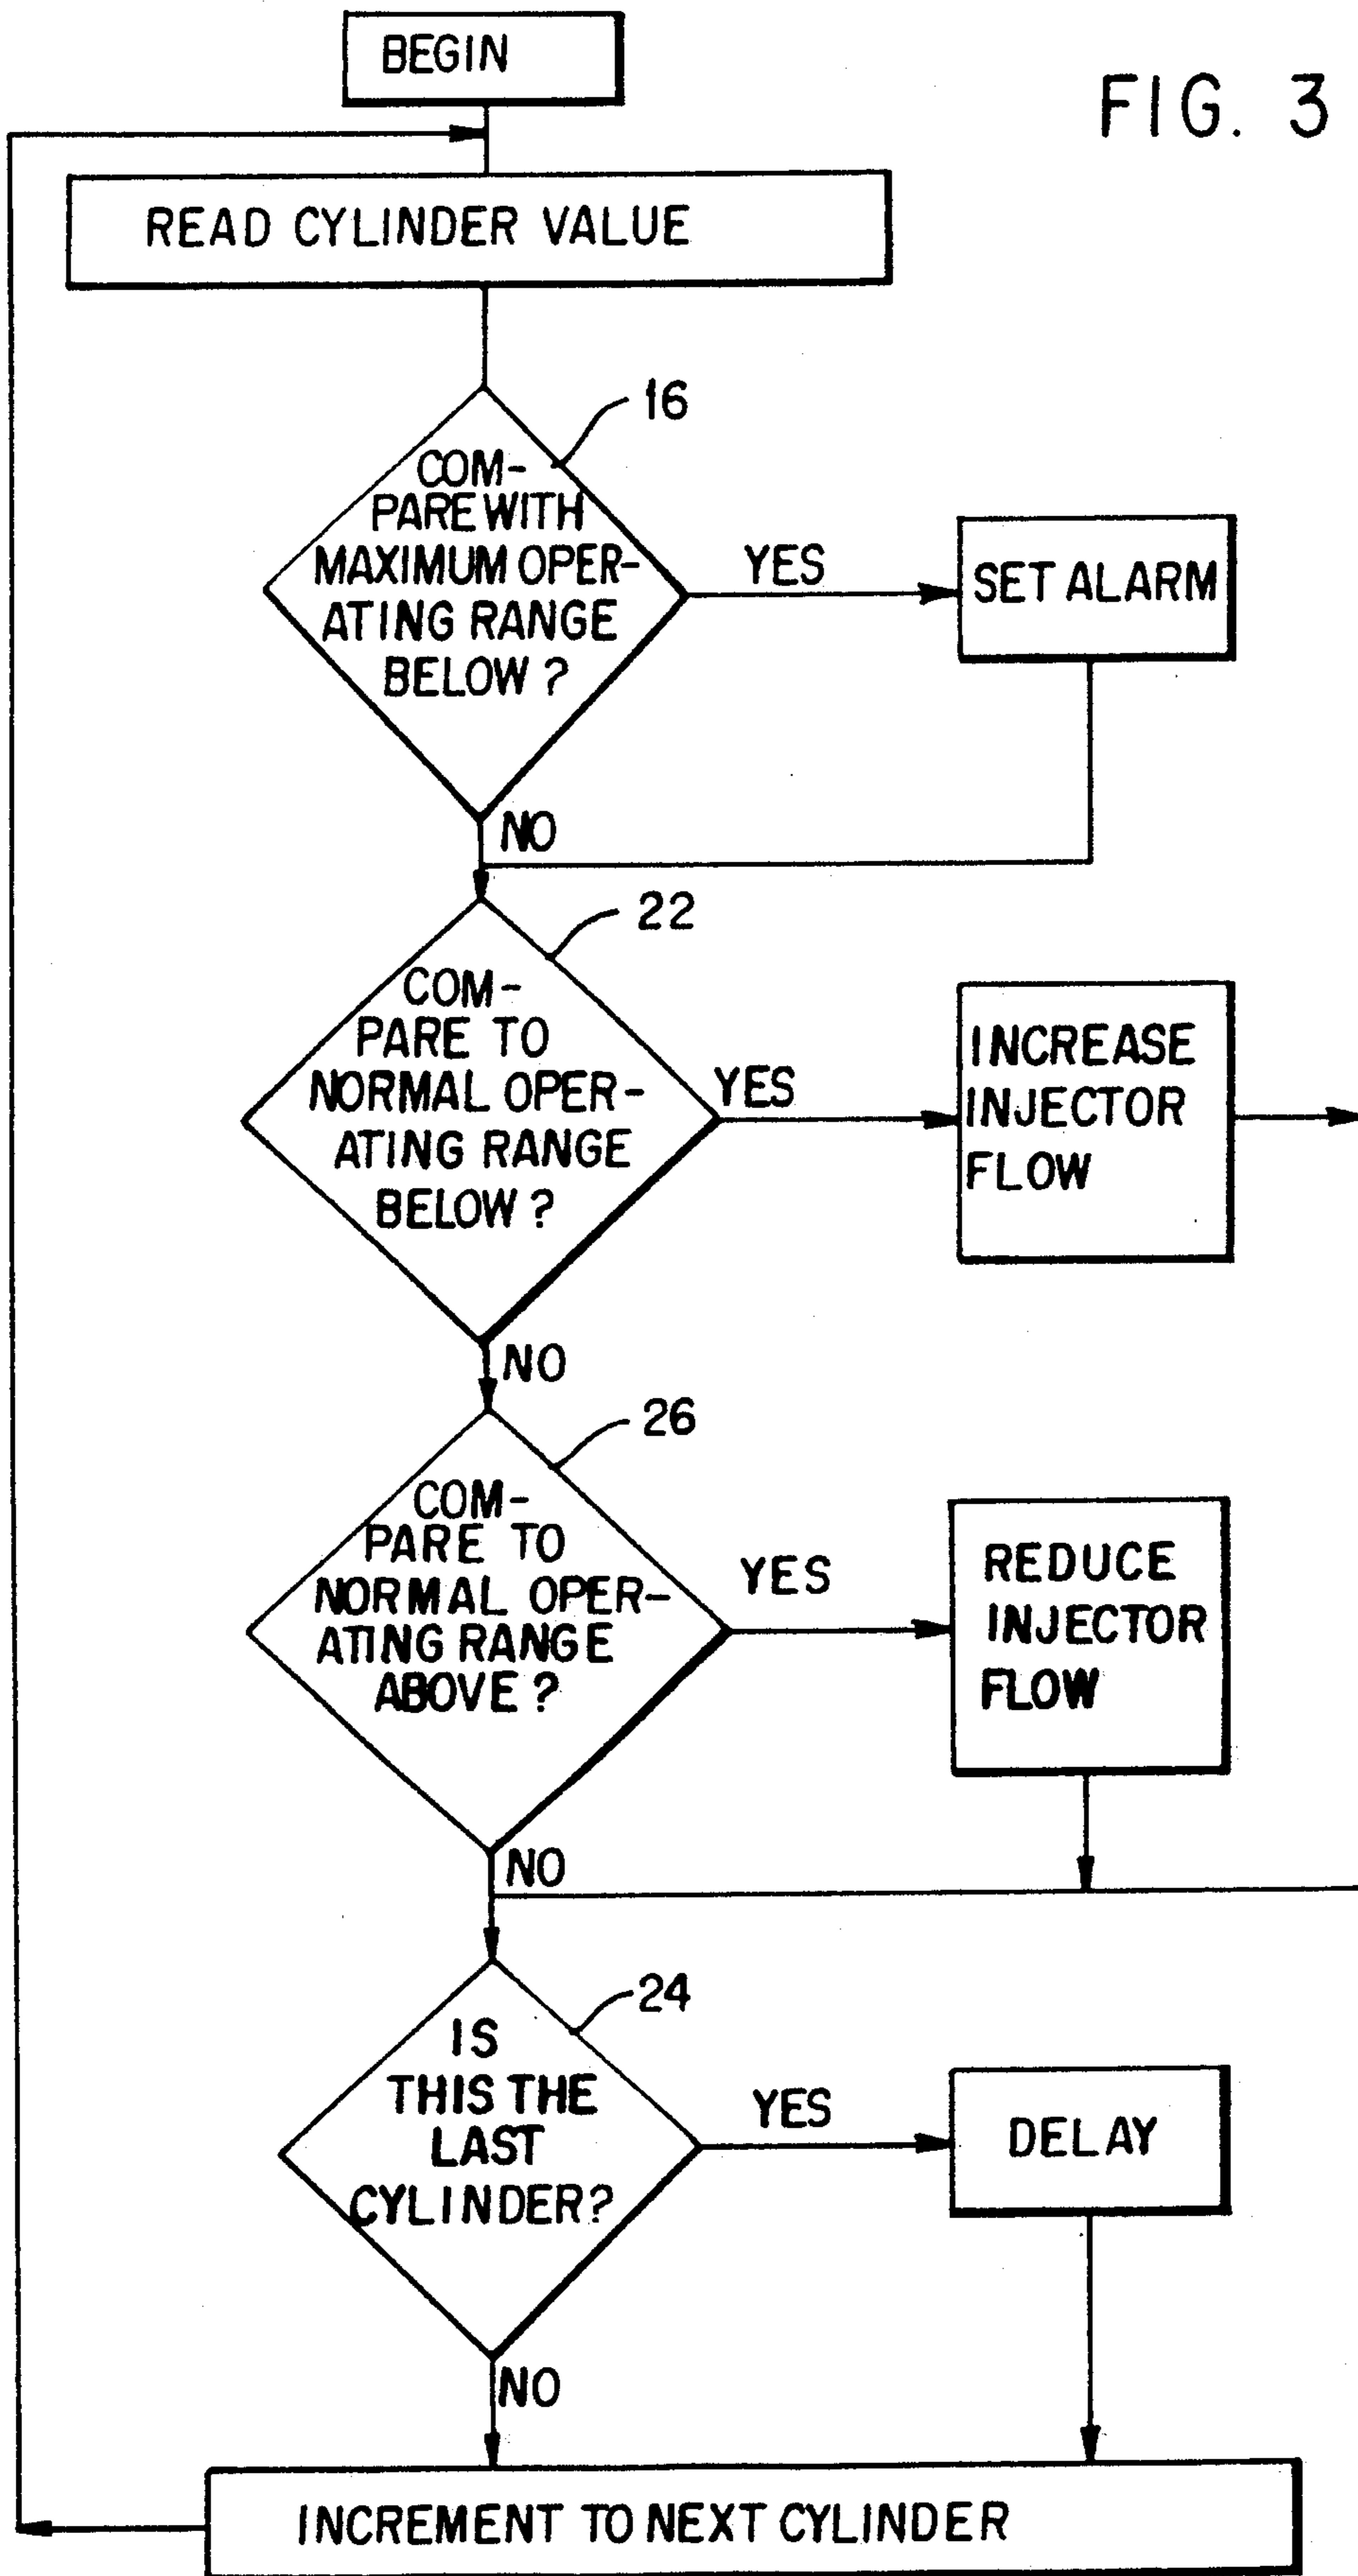 BEGIN
FIG. 3
READ CYLINDER VALUE
16
COM-
PARE WITH
MAXIMUM OPER-
ATING RANGE
BELOW?
YES
SET ALARM
NO
22
COM-
PARE TO
NORMAL OPER-
ATING RANGE
BELOW?
YES
INCREASE
INJECTOR
FLOW
NO
26
COM-
PARE TO
NORMAL OPER-
ATING RANGE
ABOVE?
YES
REDUCE
INJECTOR
FLOW
NO
24
IS
THIS THE
LAST
CYLINDER?
YES
DELAY
NO
INCREMENT TO NEXT CYLINDER